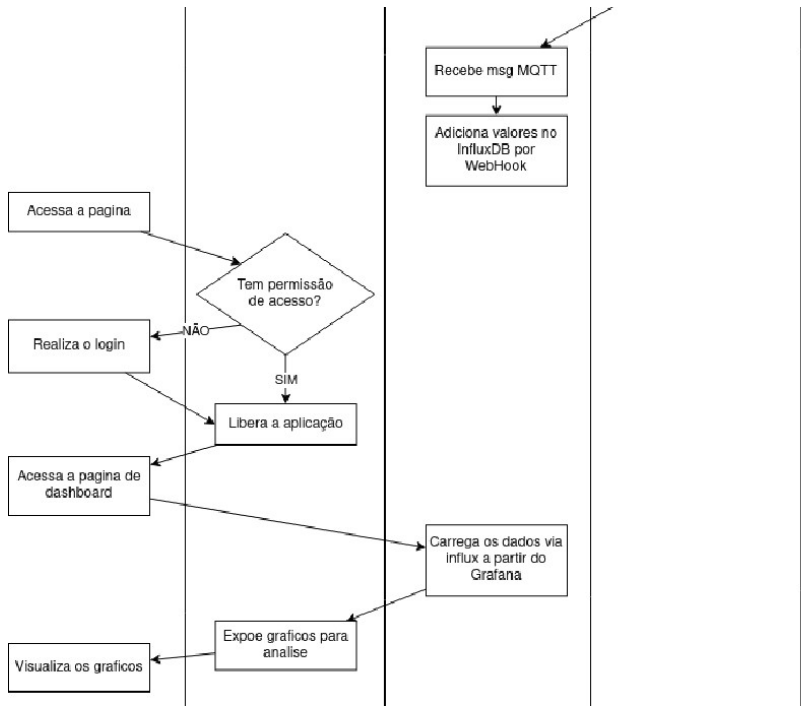 Recebe msg MQTT
Adiciona valores no
InfluxDB por
WebHook
Acessa a pagina
Tem permissão
de acesso?
NÃO
Realiza o login
SIM
Libera a aplicação
Acessa a pagina de
dashboard
Carrega os dados via
influx a partir do
Grafana
Expoe graficos para
analise
Visualiza os graficos